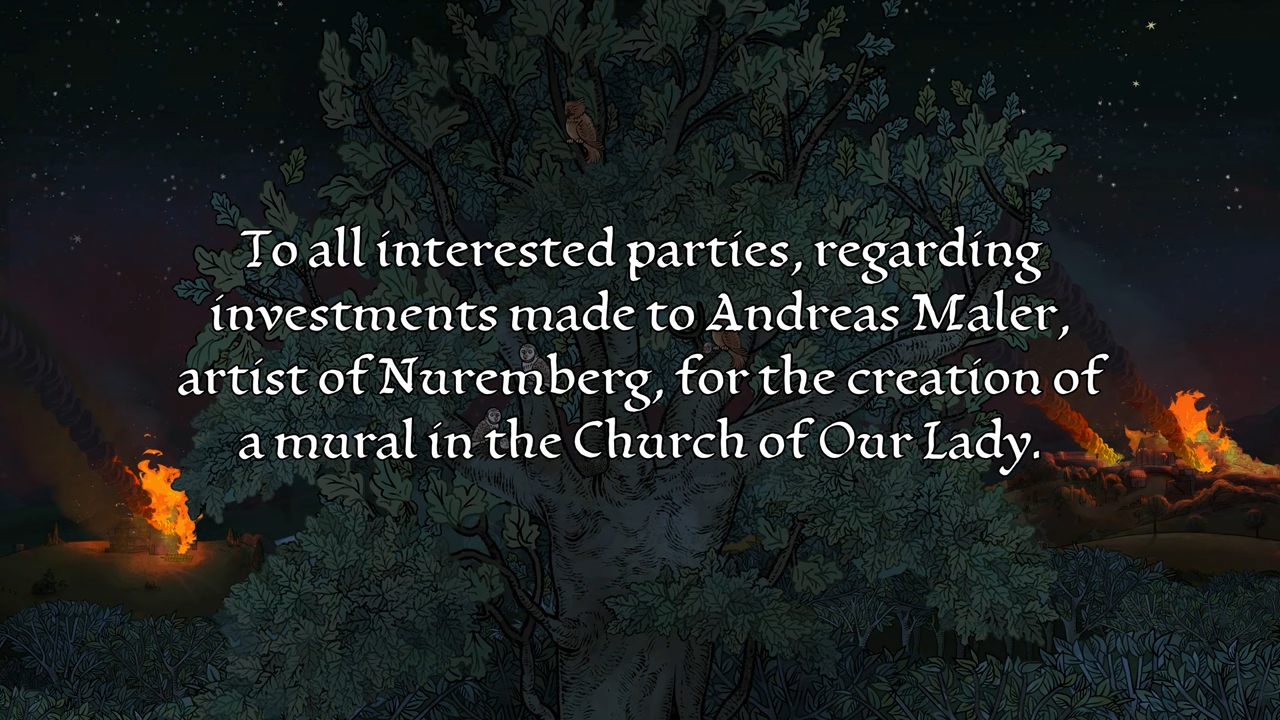 To all interested parties, regarding
investments made to Andreas Maler,
artist of Nuremberg, for the creation of
a mural in the Church of Our Lady.